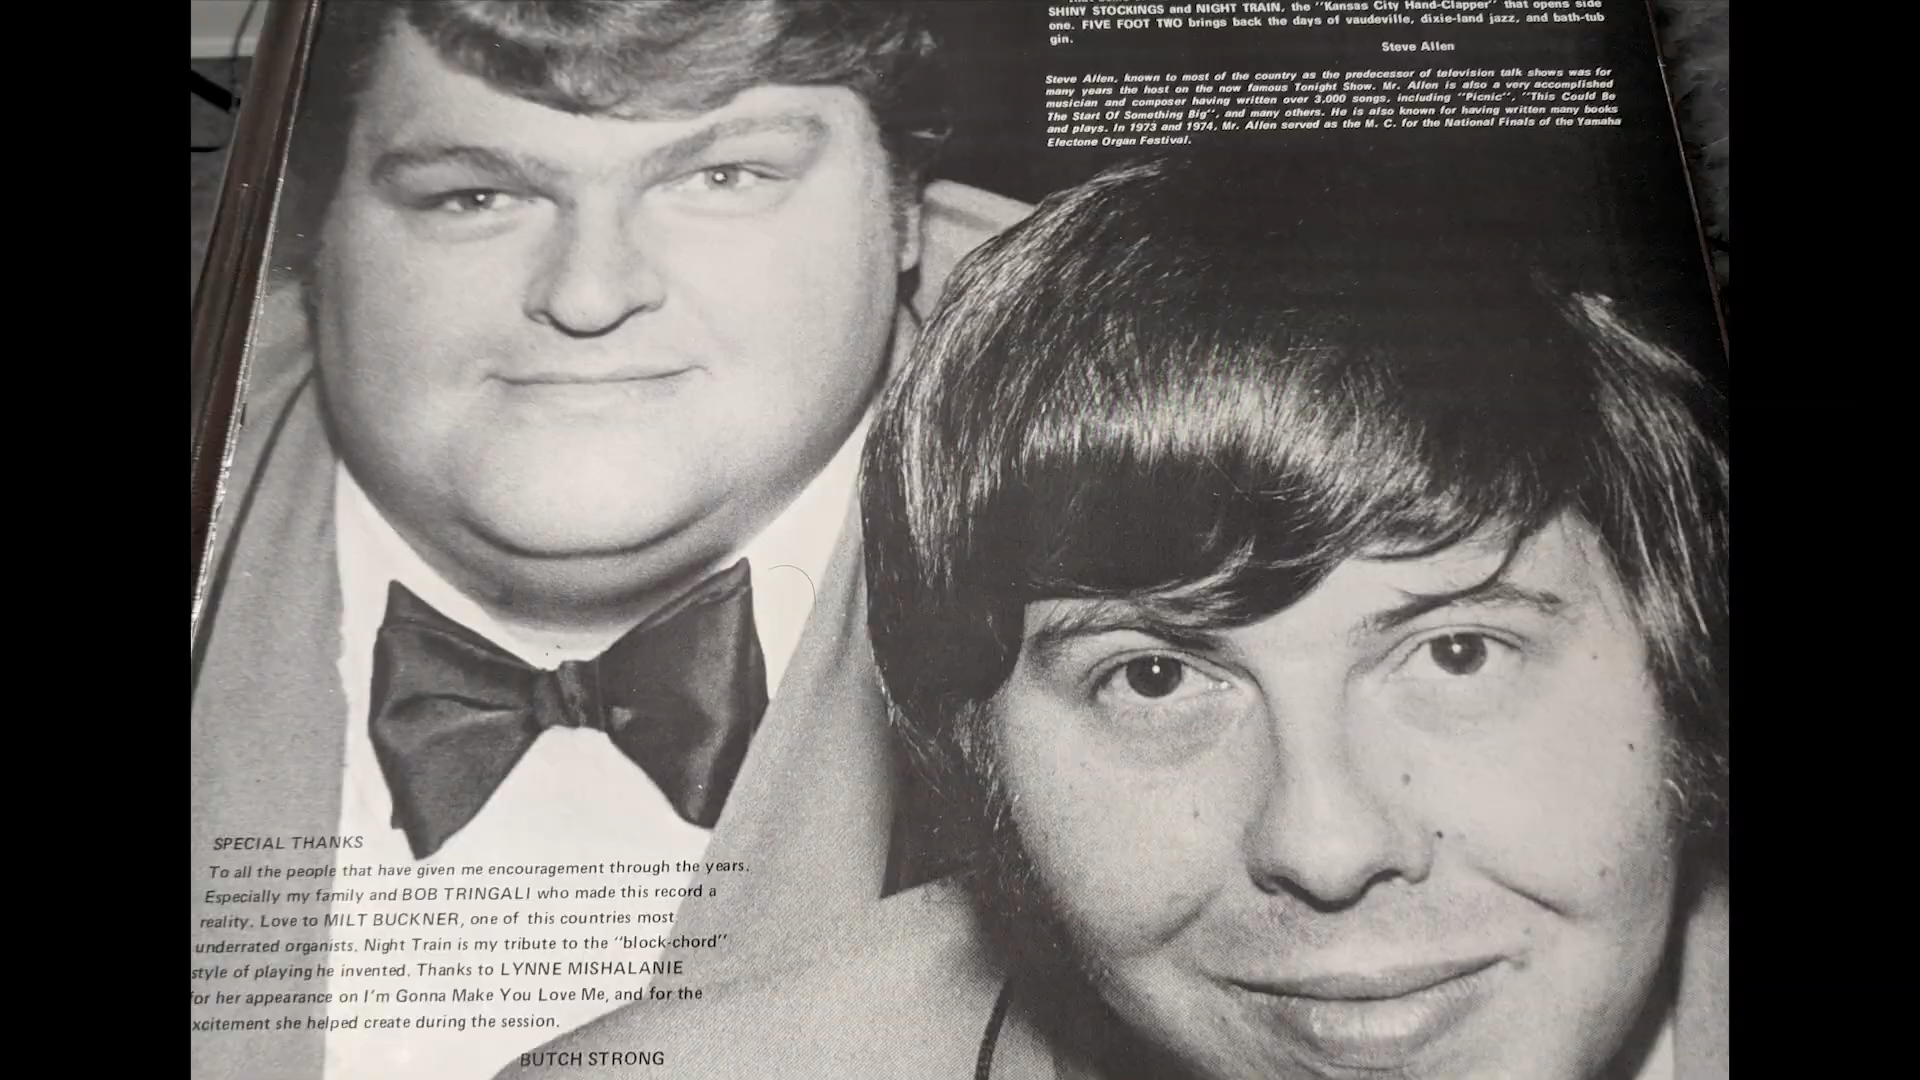 SHINY STOCKINGS and NIGHT TRAIN, the "Kansas City Hand-Clapper" that opens side
one. FIVE FOOT TWO brings back the days of vaudeville, dixie-land jazz, and bath-tub
gin.
Steve Allen
Steve Allen, known to most of the country as the predecessor of television talk shows was for
many years the host on the now famous Tonight Show. Mr. Allen is also a very accomplished
musician and composer having written over 3,000 songs, including "Picnic", "This Could Be
The Start Of Something Big", and many others. He is also known for having written many books
and plays. In 1973 and 1974, Mr. Allen served as the M. C. for the National Finals of the Yamaha
Electone Organ Festival.
SPECIAL THANKS
To all the people that have given me encouragement through the years.
Especially my family and BOB TRINGALI who made this record a
reality. Love to MILT BUCKNER, one of this countries most
underrated organists. Night Train is my tribute to the "block-chord"
style of playing he invented. Thanks to LYNNE MISHALANIE
for her appearance on I'm Gonna Make You Love Me, and for the
xcitement she helped create during the session.
BUTCH STRONG